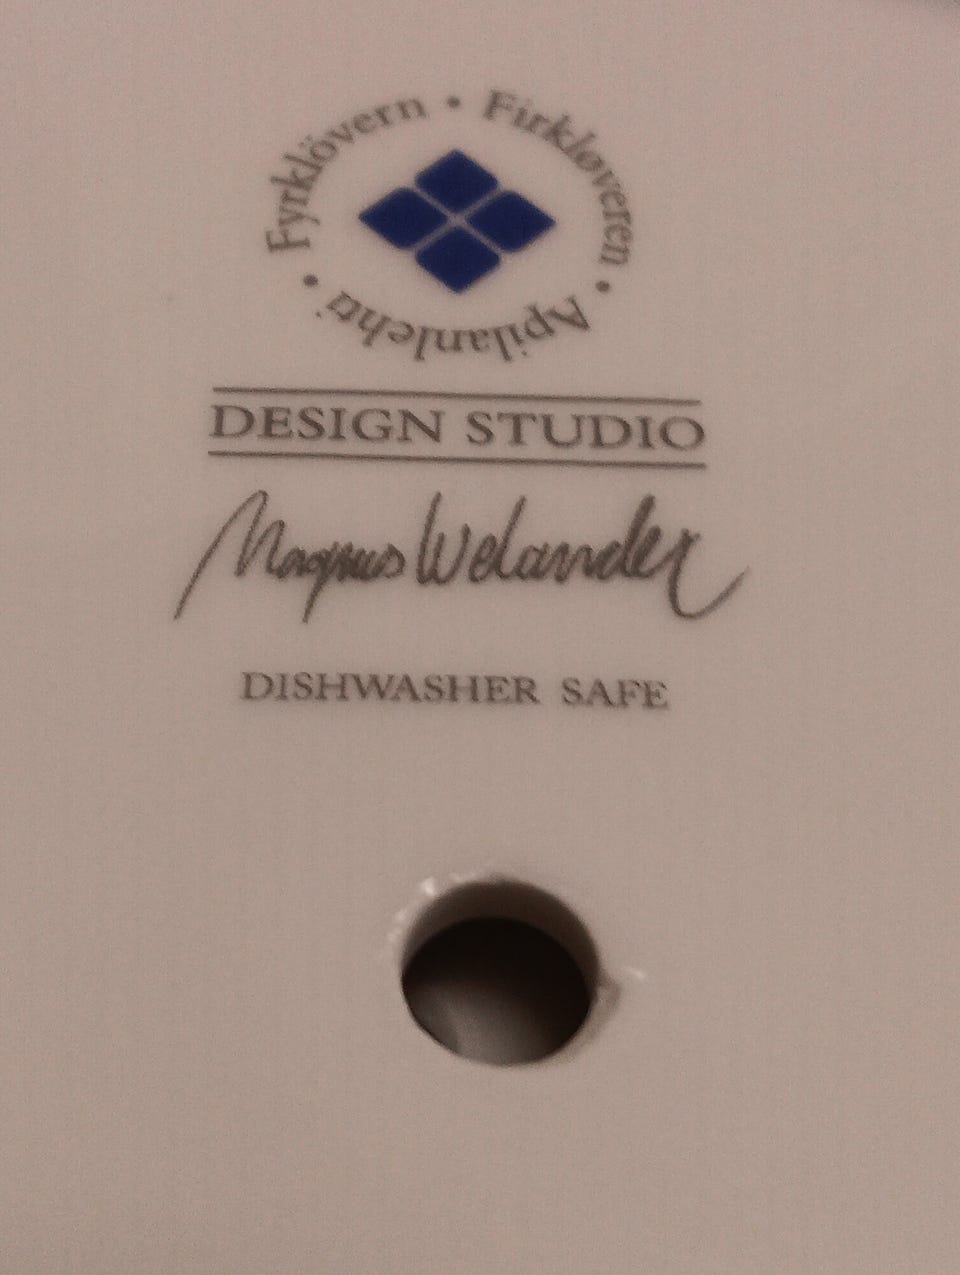 Fyrklövern • Firkløveren • Apilanlehti •
DESIGN STUDIO
Magnus Welander
DISHWASHER SAFE